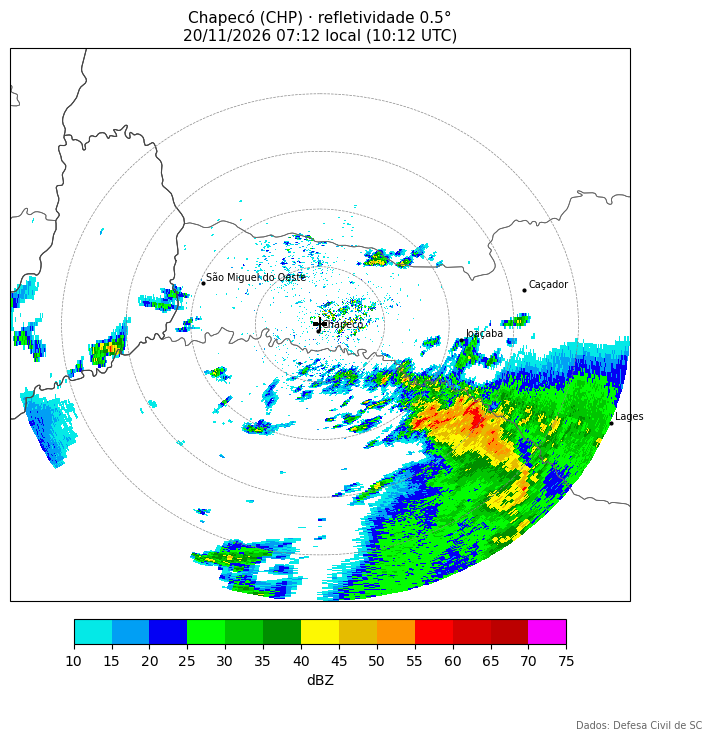 Chapecó (CHP) · refletividade 0.5°
20/11/2026 07:12 local (10:12 UTC)
São Miguel do Oeste
Caçador
Chapecó
Joaçaba
Lages
10 15 20 25 30 35 40 45 50 55 60 65 70 75
dBZ
Dados: Defesa Civil de SC